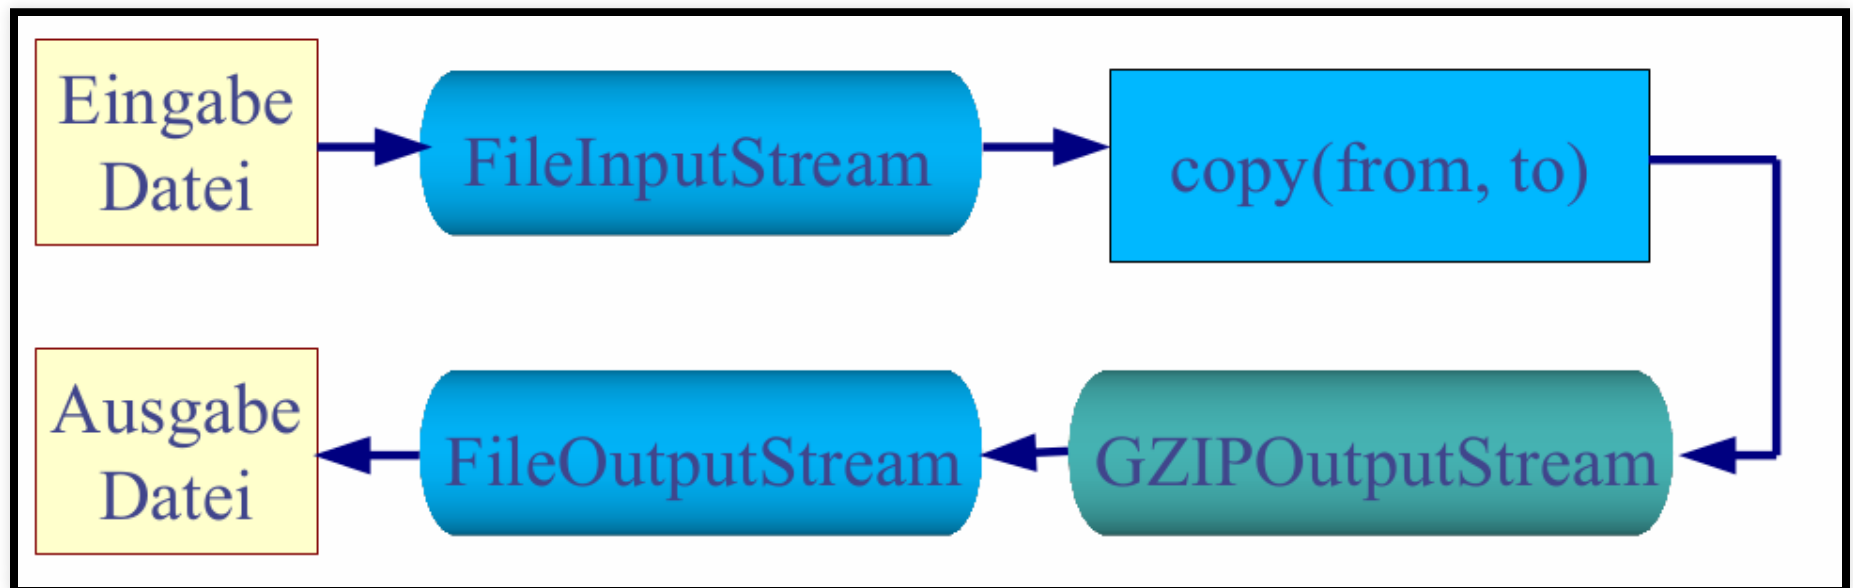 Eingabe
Datei
FileInputStream
copy(from, to)
Ausgabe
Datei
FileOutputStream
GZIPOutputStream